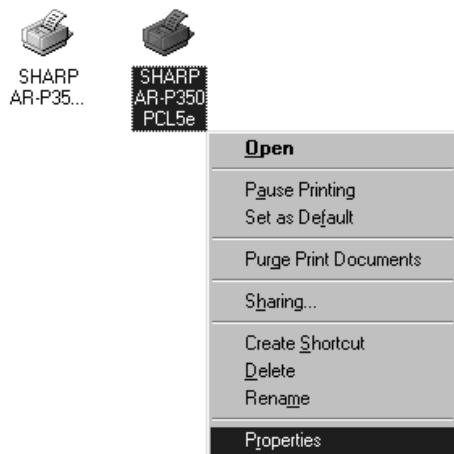 SHARP
AR-P35...
SHARP
AR-P350
PCL5e
Open
Pause Printing
Set as Default
Purge Print Documents
Sharing...
Create Shortcut
Delete
Rename
Properties